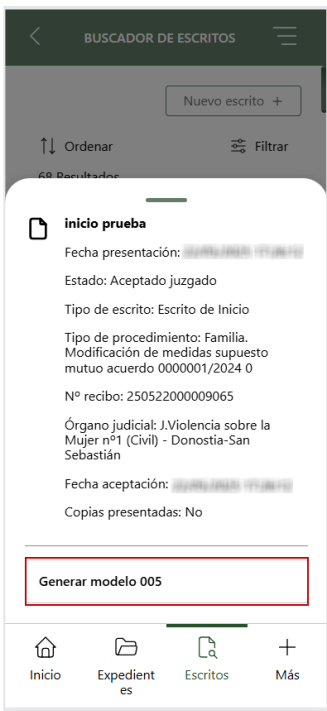 BUSCADOR DE ESCRITOS
Nuevo escrito +
Ordenar
Filtrar
68 Resultados
inicio prueba
Fecha presentación:
Estado: Aceptado juzgado
Tipo de escrito: Escrito de Inicio
Tipo de procedimiento: Familia.
Modificación de medidas supuesto
mutuo acuerdo 0000001/2024 0
Nº recibo: 250522000009065
Órgano judicial: J.Violencia sobre la
Mujer nº1 (Civil) - Donostia-San
Sebastián
Fecha aceptación:
Copias presentadas: No
Generar modelo 005
Inicio
Expedient
es
Escritos
Más